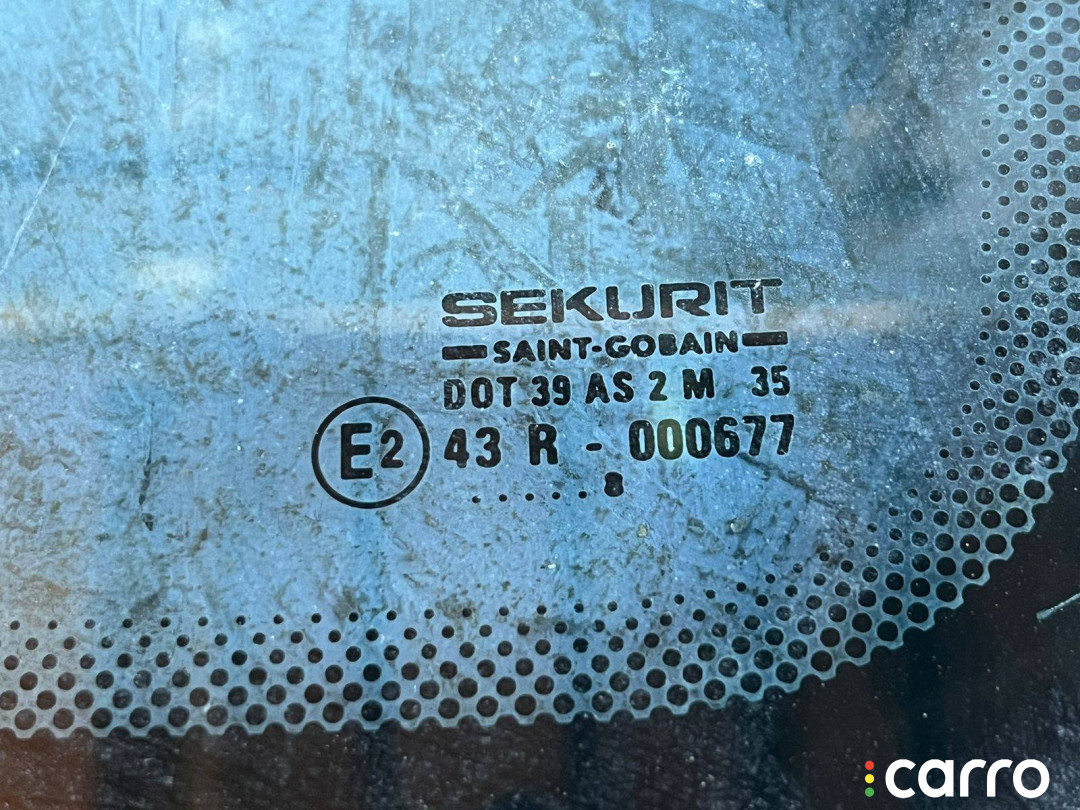 SEKURIT
SAINT-GOBAIN
DOT 39 AS 2 M 35
E2 43 R - 000677
. . . . . 8
carro